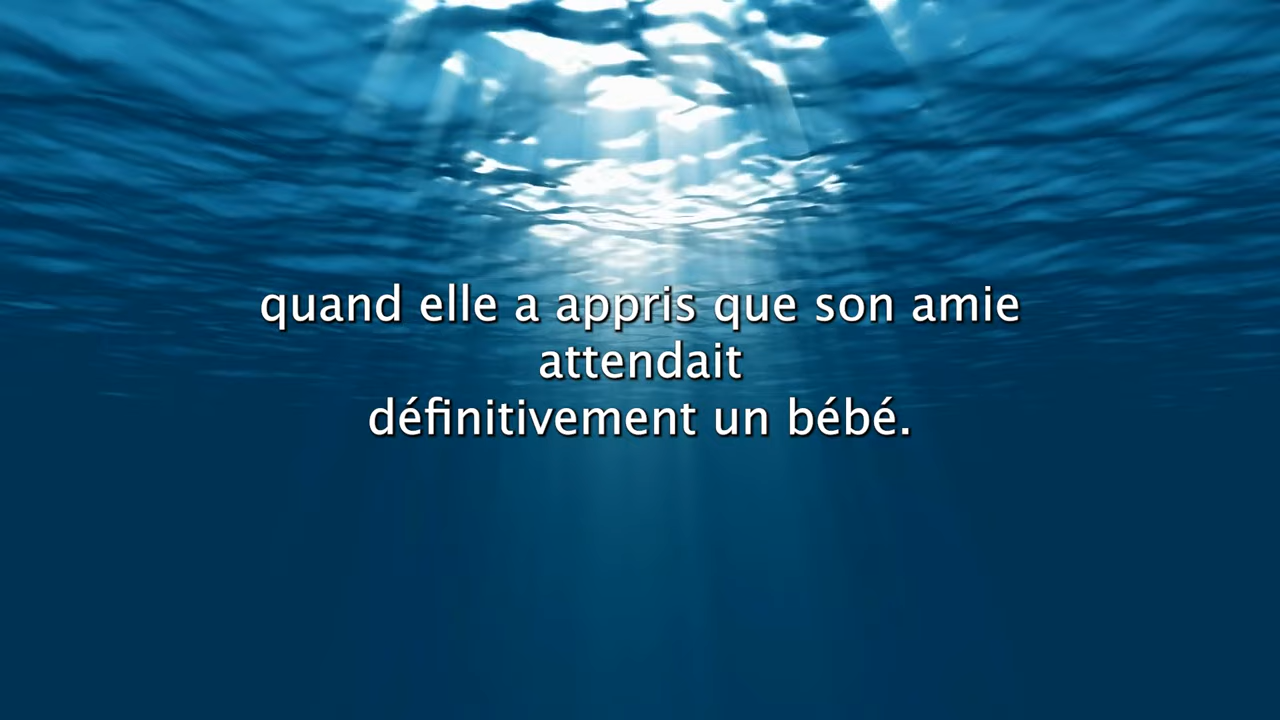 quand elle a appris que son amie
attendait
définitivement un bébé.